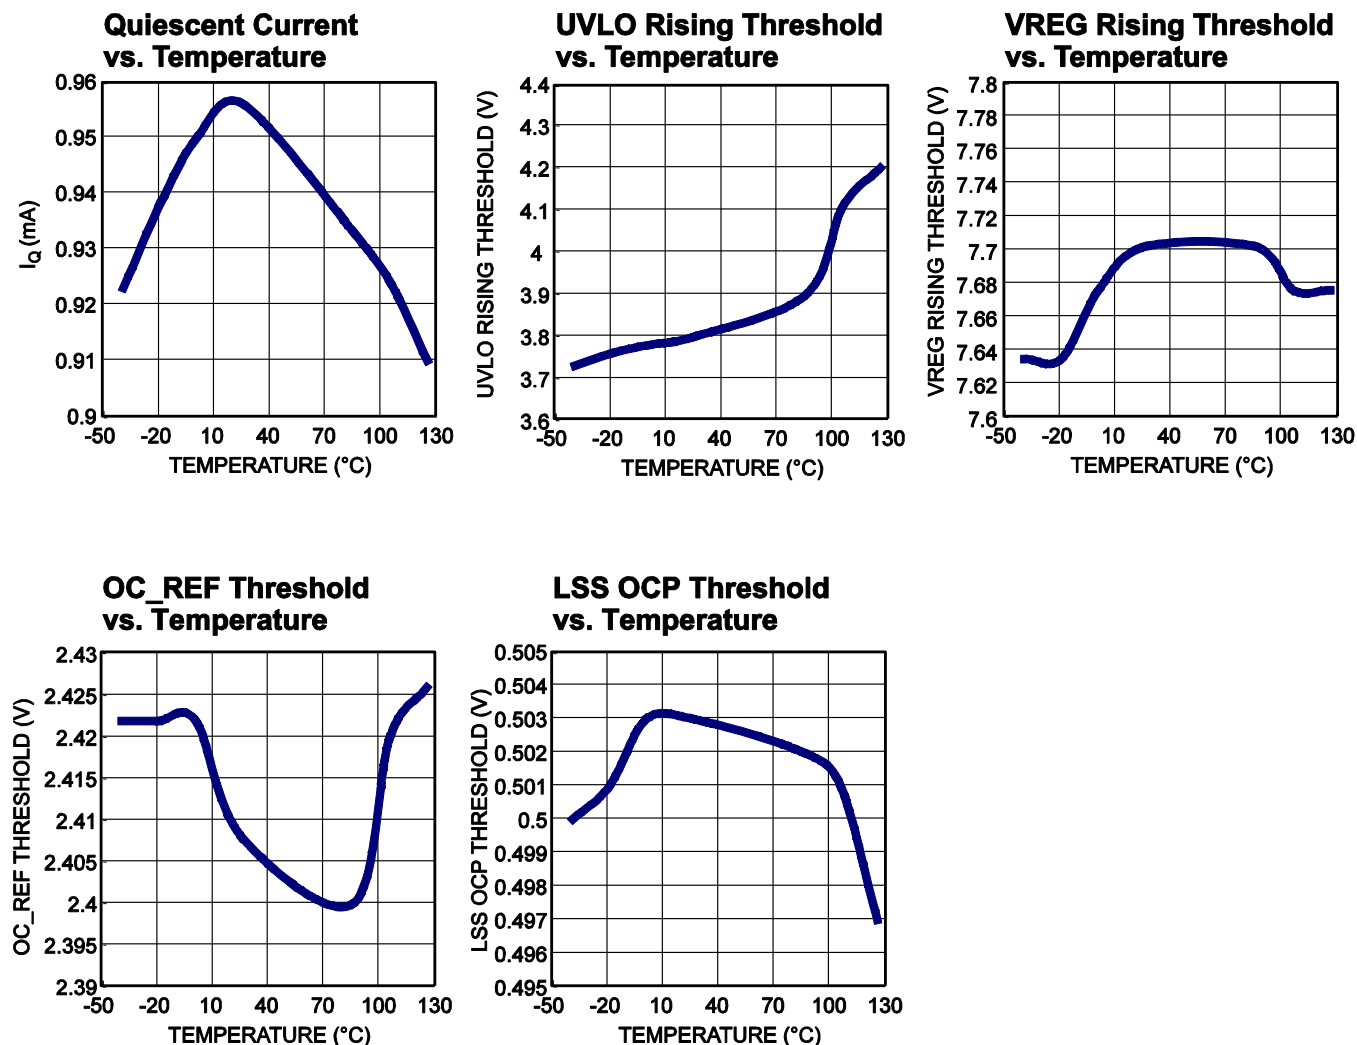 Quiescent Current
vs. Temperature
0.96
0.95
0.94
0.93
0.92
0.91
0.9
IQ (mA)
-50 -20 10 40 70 100 130
TEMPERATURE (°C)
UVLO Rising Threshold
vs. Temperature
4.4
4.3
4.2
4.1
4
3.9
3.8
3.7
3.6
UVLO RISING THRESHOLD (V)
-50 -20 10 40 70 100 130
TEMPERATURE (°C)
VREG Rising Threshold
vs. Temperature
7.8
7.78
7.76
7.74
7.72
7.7
7.68
7.66
7.64
7.62
7.6
VREG RISING THRESHOLD (V)
-50 -20 10 40 70 100 130
TEMPERATURE (°C)
OC_REF Threshold
vs. Temperature
2.43
2.425
2.42
2.415
2.41
2.405
2.4
2.395
2.39
OC_REF THRESHOLD (V)
-50 -20 10 40 70 100 130
TEMPERATURE (°C)
LSS OCP Threshold
vs. Temperature
0.505
0.504
0.503
0.502
0.501
0.5
0.499
0.498
0.497
0.496
0.495
LSS OCP THRESHOLD (V)
-50 -20 10 40 70 100 130
TEMPERATURE (°C)